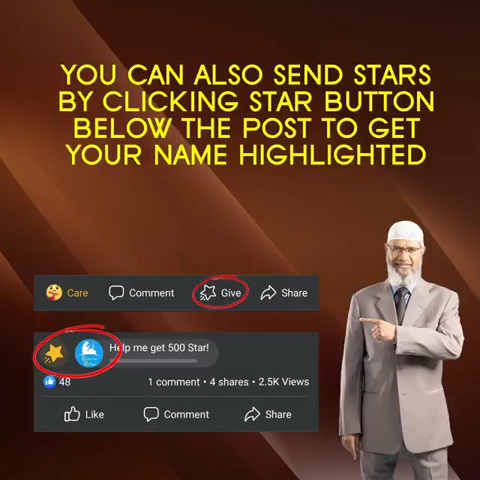 YOU CAN ALSO SEND STARS
BY CLICKING STAR BUTTON
BELOW THE POST TO GET
YOUR NAME HIGHLIGHTED
Care Comment Give Share
Help me get 500 Star!
48 1 comment • 4 shares • 2.5K Views
Like Comment Share